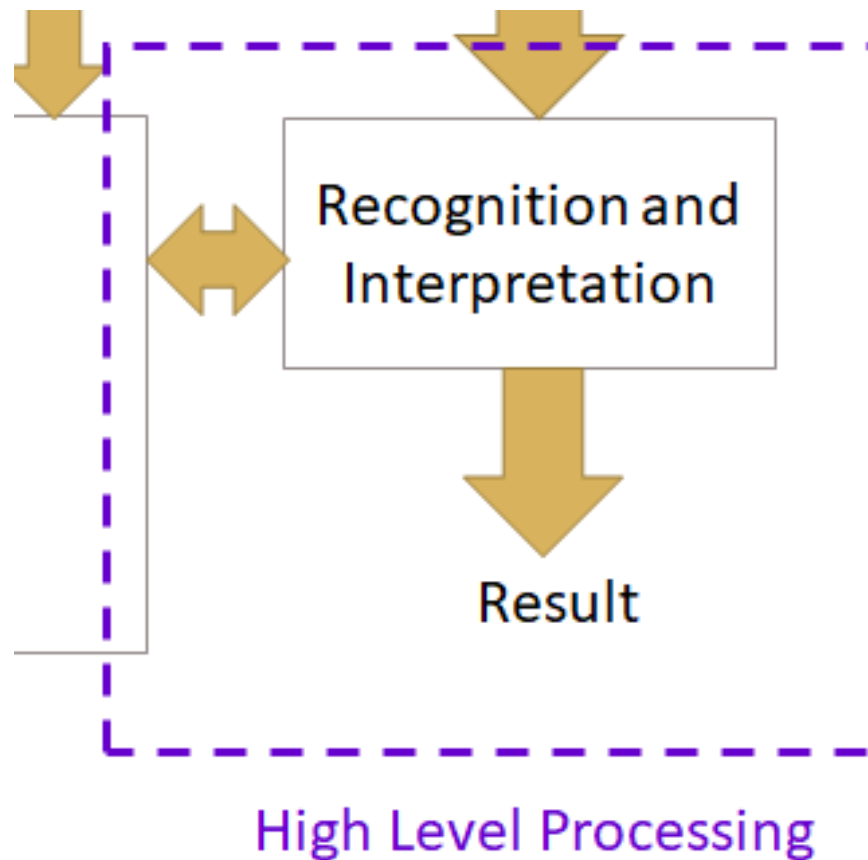 Recognition and
Interpretation
Result
High Level Processing